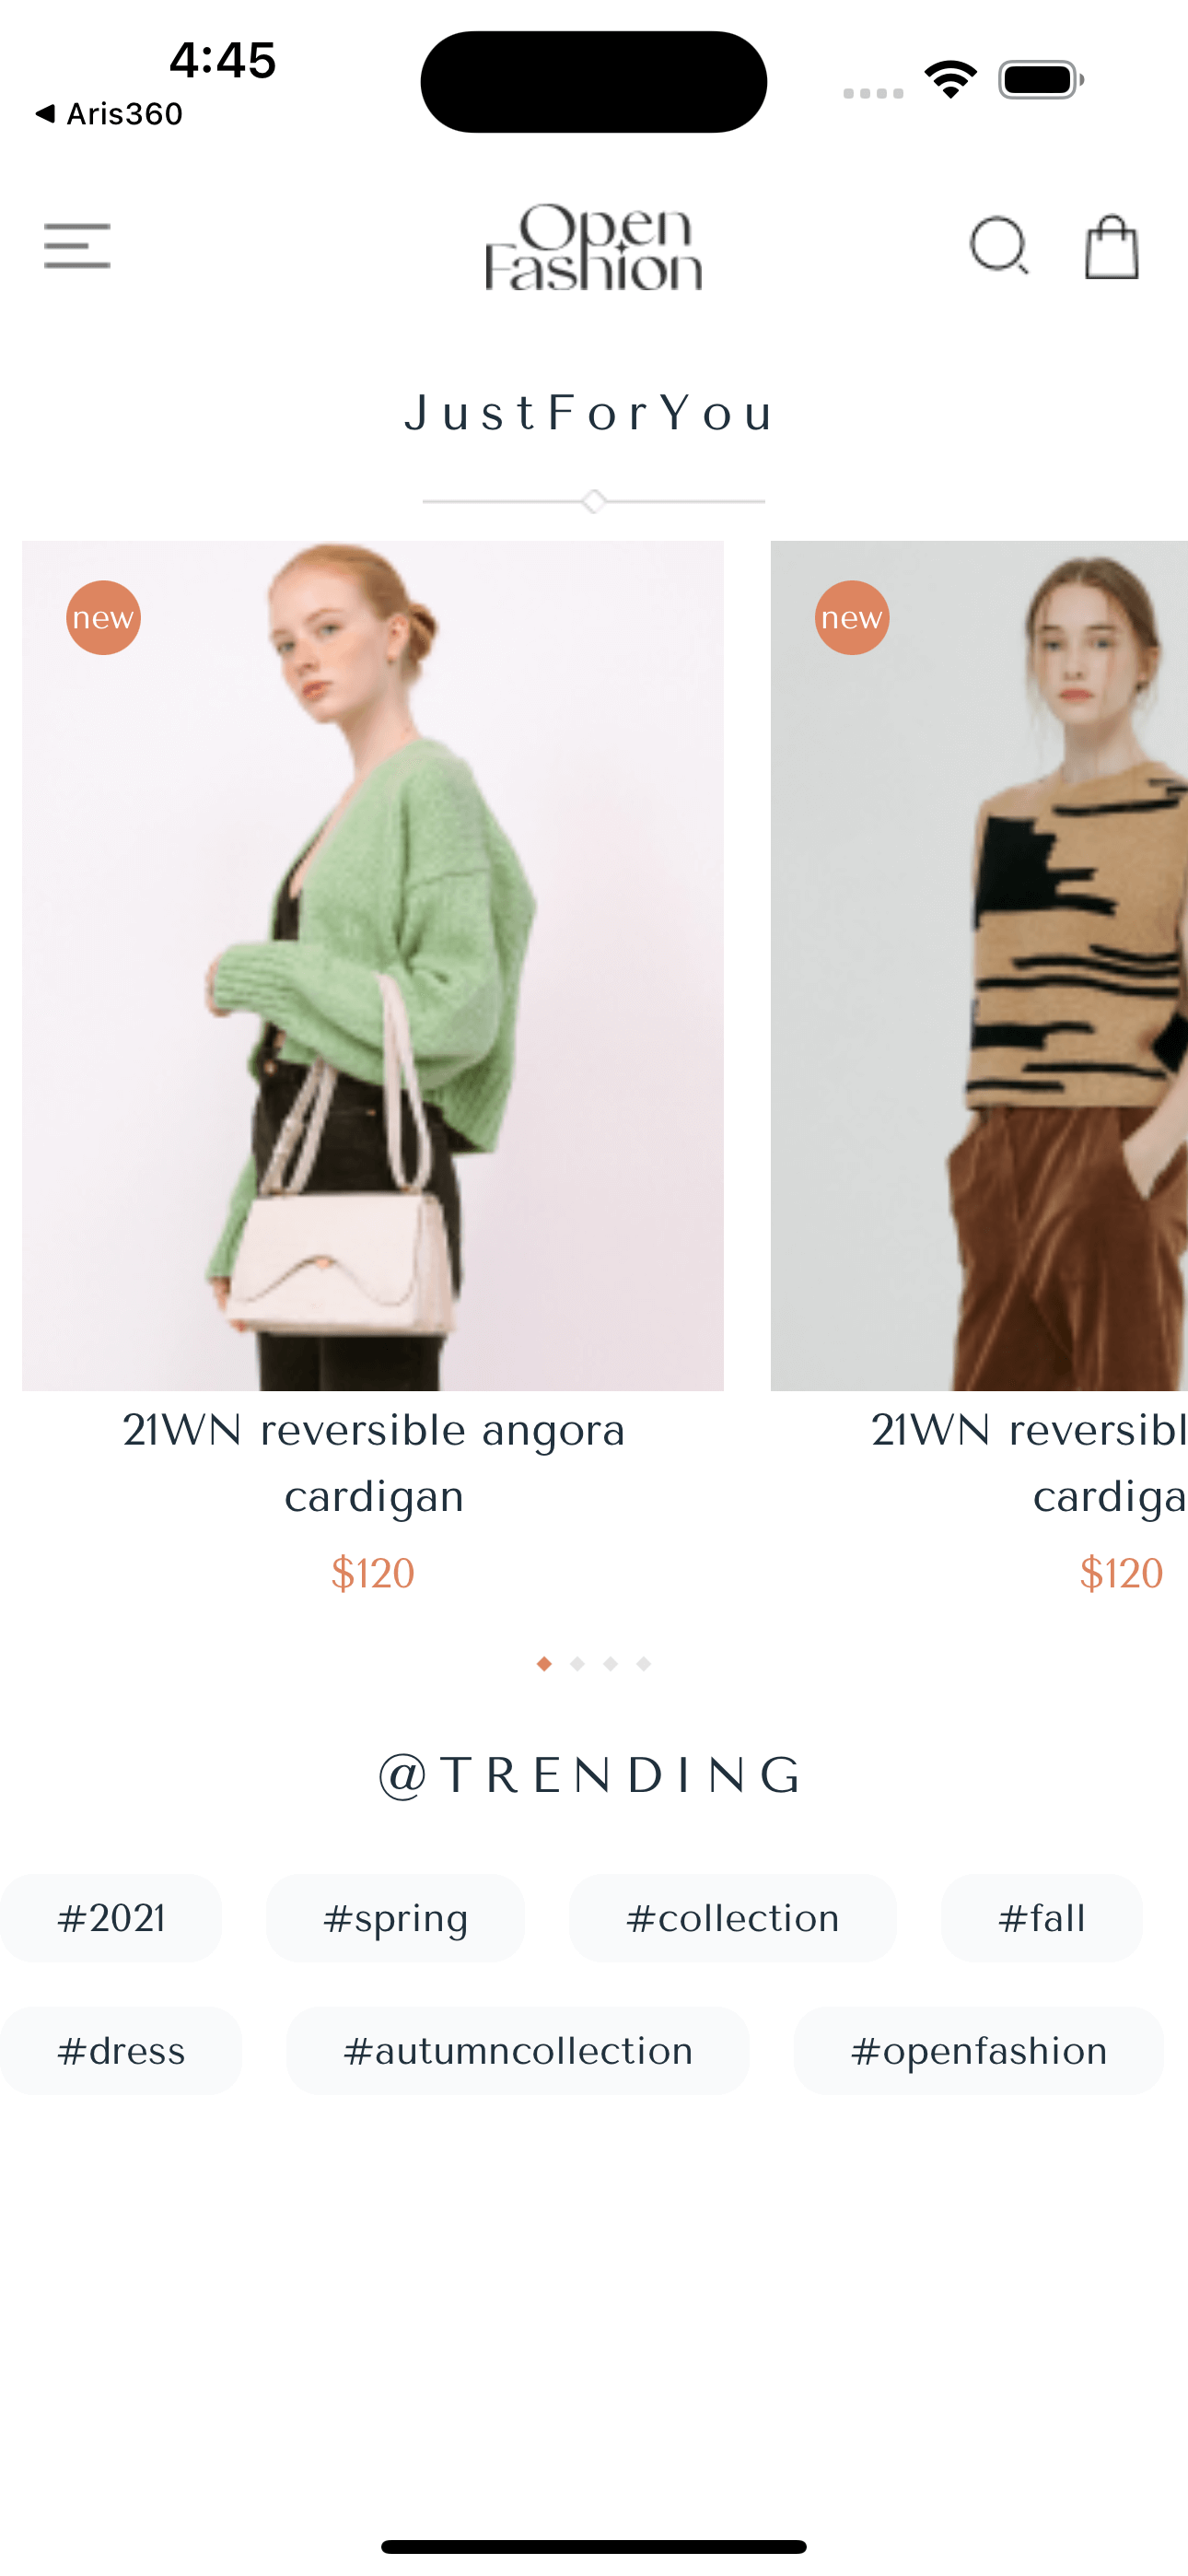 4:45
◀ Aris360
Open
Fashion
JustForYou
new
new
21WN reversible angora
cardigan
$120
21WN reversibl
cardiga
$120
@TRENDING
#2021
#spring
#collection
#fall
#dress
#autumncollection
#openfashion